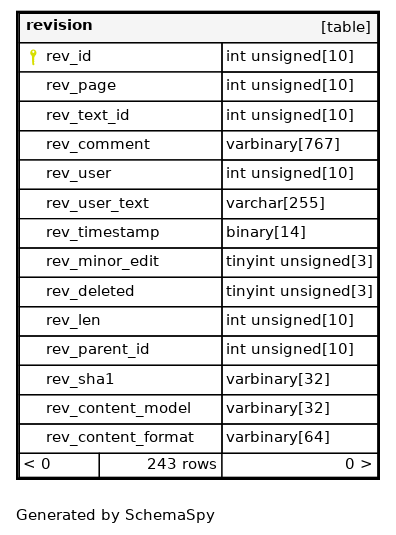 revision [table]
rev_id int unsigned[10]
rev_page int unsigned[10]
rev_text_id int unsigned[10]
rev_comment varbinary[767]
rev_user int unsigned[10]
rev_user_text varchar[255]
rev_timestamp binary[14]
rev_minor_edit tinyint unsigned[3]
rev_deleted tinyint unsigned[3]
rev_len int unsigned[10]
rev_parent_id int unsigned[10]
rev_sha1 varbinary[32]
rev_content_model varbinary[32]
rev_content_format varbinary[64]
< 0 243 rows 0 >
Generated by SchemaSpy